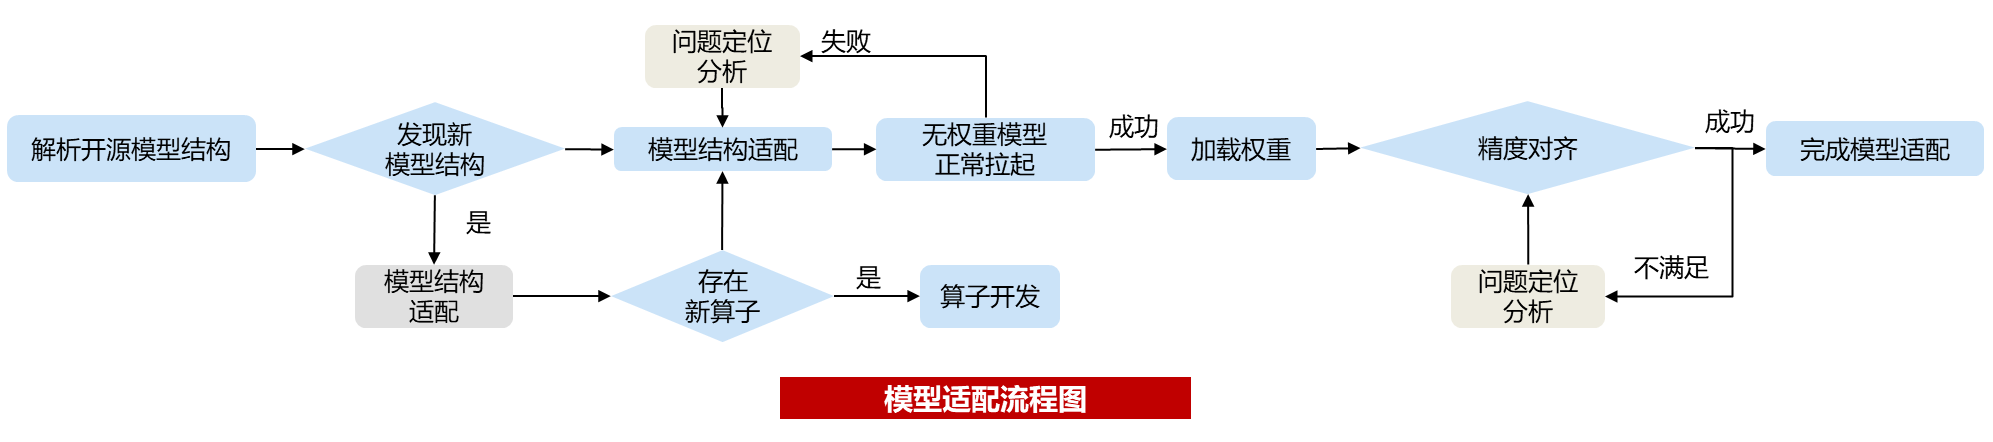 问题定位
分析
失败
解析开源模型结构
发现新
模型结构
模型结构适配
无权重模型
正常拉起
成功
加载权重
精度对齐
成功
完成模型适配
是
模型结构
适配
存在
新算子
是
算子开发
不满足
问题定位
分析
模型适配流程图